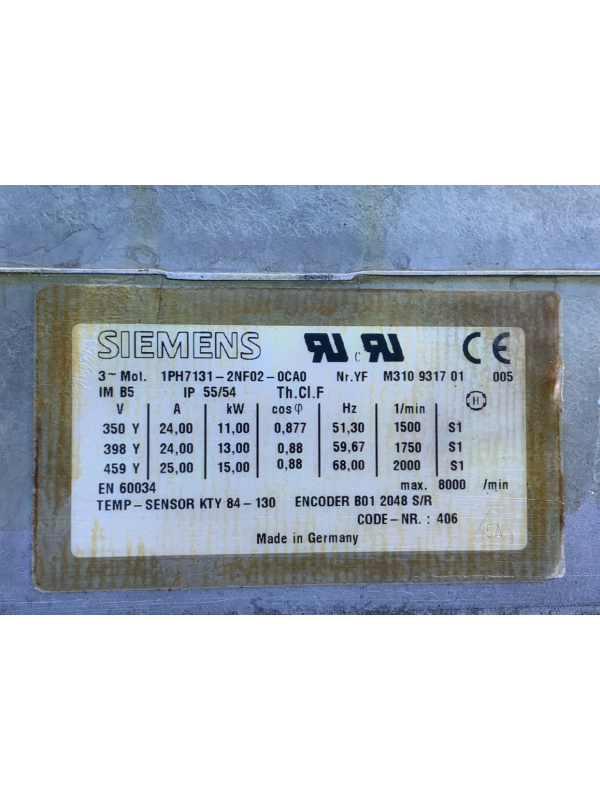 SIEMENS RU c RU CE
3~ Mot. 1PH7131-2NF02-0CA0 Nr.YF M310 9317 01 005
IM B5 IP 55/54 Th.Cl.F H
V A kW cosφ Hz 1/min
350 Y 24,00 11,00 0,877 51,30 1500 S1
398 Y 24,00 13,00 0,88 59,67 1750 S1
459 Y 25,00 15,00 0,88 68,00 2000 S1
EN 60034 max. 8000 /min
TEMP-SENSOR KTY 84-130 ENCODER B01 2048 S/R
CODE-NR. : 406
Made in Germany